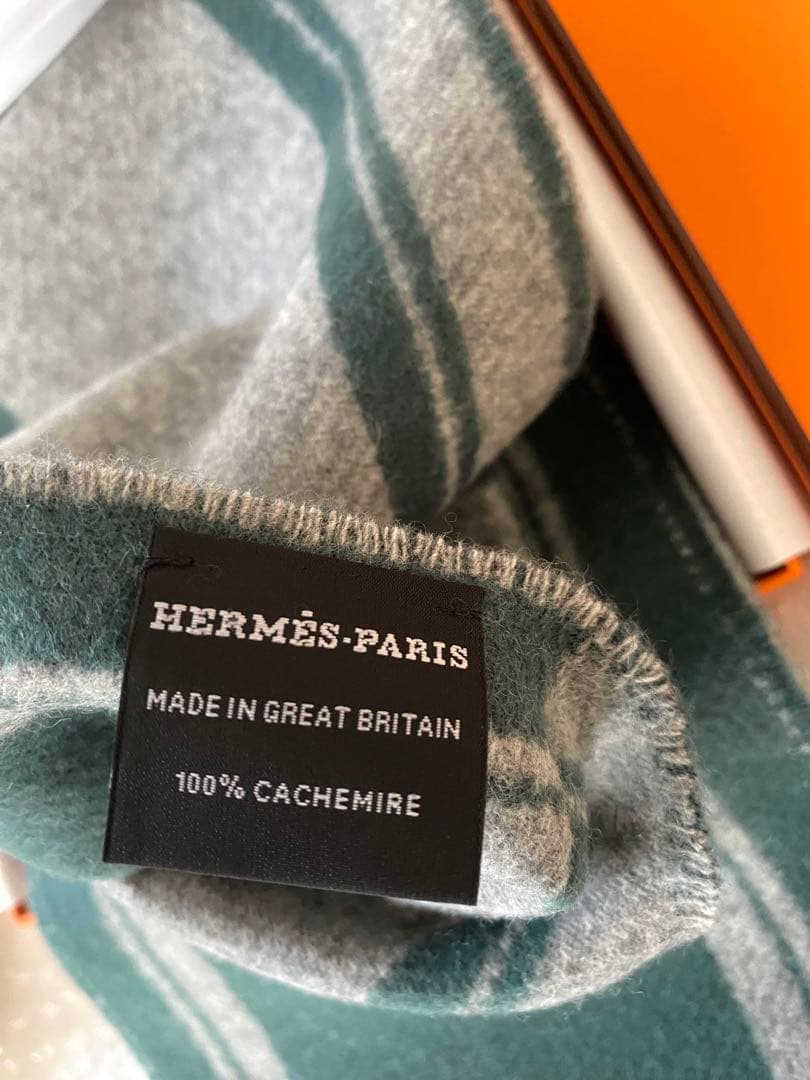 HERMÈS-PARIS
MADE IN GREAT BRITAIN
100% CACHEMIRE